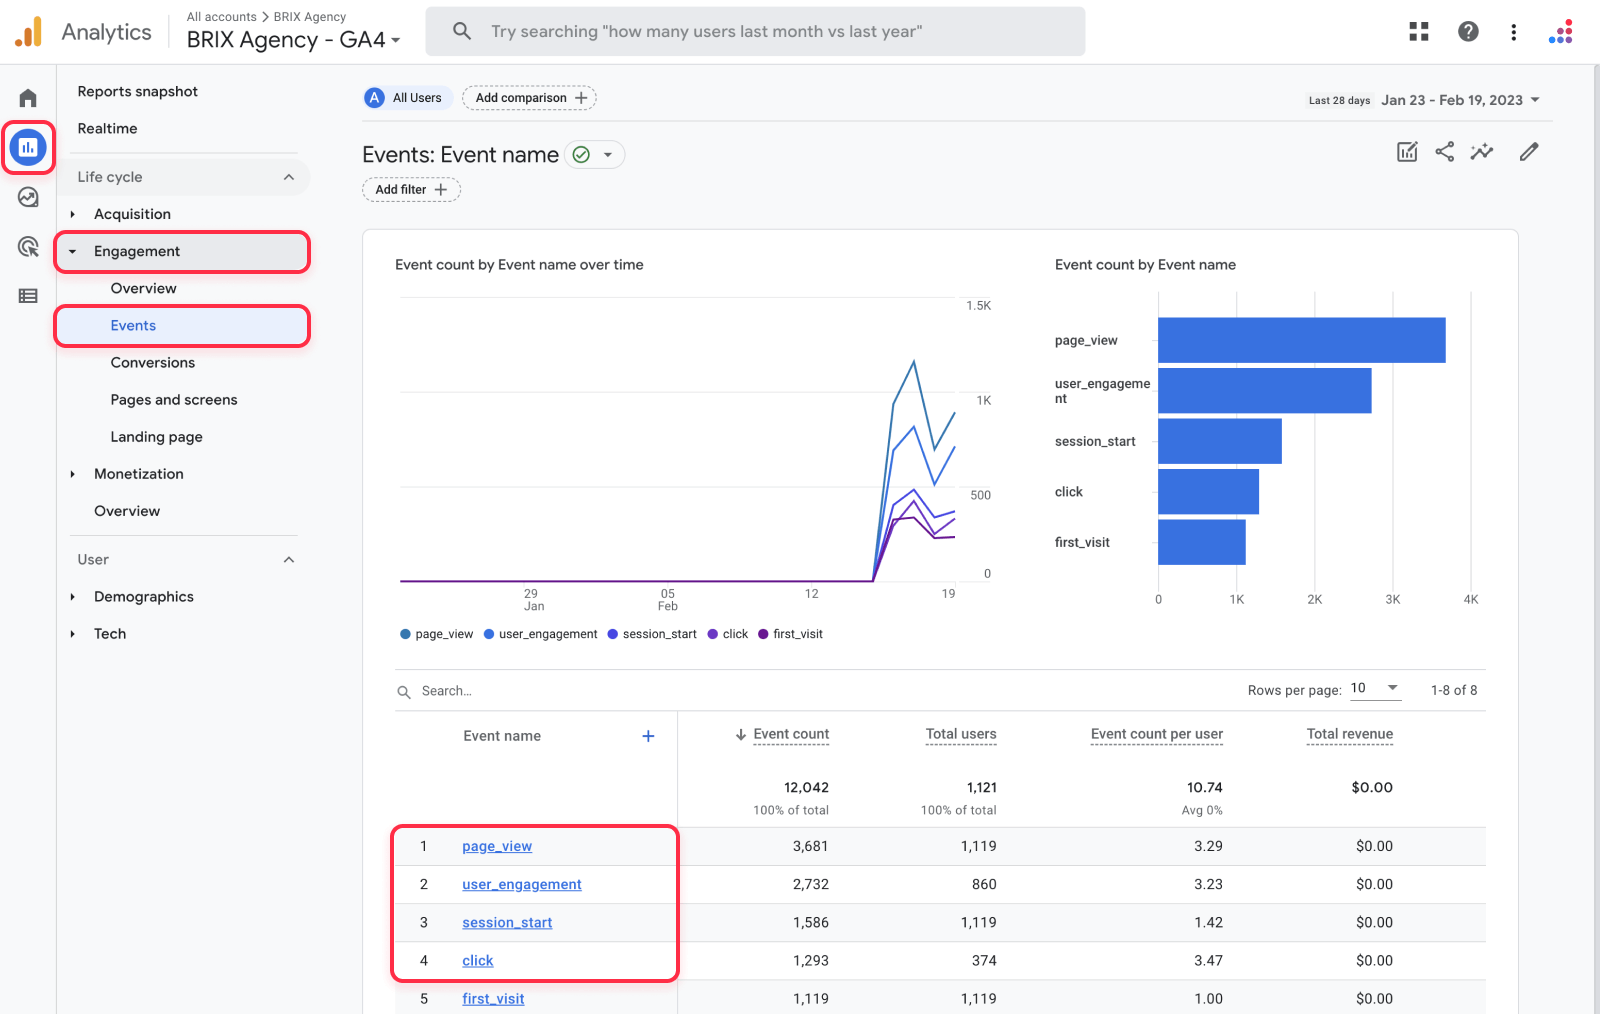 Analytics
All accounts > BRIX Agency
BRIX Agency - GA4
Try searching "how many users last month vs last year"
Reports snapshot
Realtime
Life cycle
Acquisition
Engagement
Overview
Events
Conversions
Pages and screens
Landing page
Monetization
Overview
User
Demographics
Tech
A All Users
Add comparison +
Last 28 days Jan 23 - Feb 19, 2023
Events: Event name
Add filter +
Event count by Event name over time
1.5K
1K
500
0
29 Jan
05 Feb
12
19
page_view user_engagement session_start click first_visit
Event count by Event name
page_view
user_engageme
nt
session_start
click
first_visit
0 1K 2K 3K 4K
Search...
Rows per page: 10 1-8 of 8
Event name + Event count Total users Event count per user Total revenue
12,042 1,121 10.74 $0.00
100% of total 100% of total Avg 0%
1 page_view 3,681 1,119 3.29 $0.00
2 user_engagement 2,732 860 3.23 $0.00
3 session_start 1,586 1,119 1.42 $0.00
4 click 1,293 374 3.47 $0.00
5 first_visit 1,119 1,119 1.00 $0.00